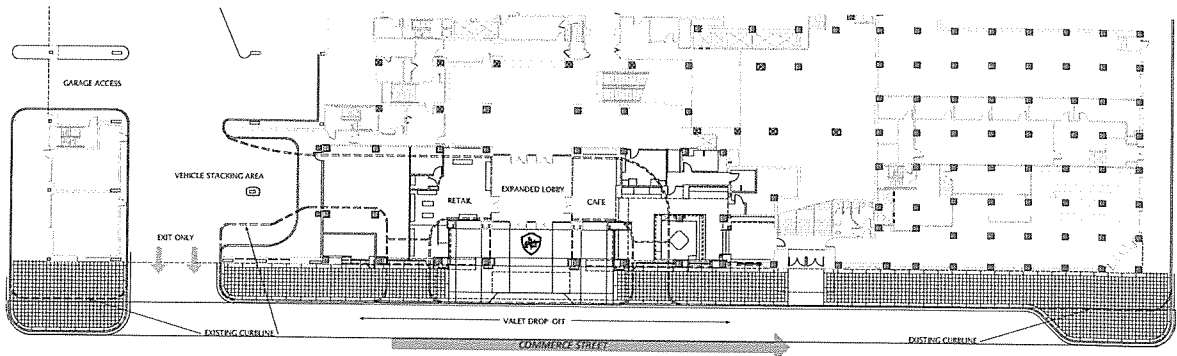 GARAGE ACCESS
VEHICLE STACKING AREA
EXPANDED LOBBY
RETAIL
CAFE
EXIT ONLY
VALET DROP OFF
EXISTING CURBLINE
EXISTING CURBLINE
COMMERCE STREET